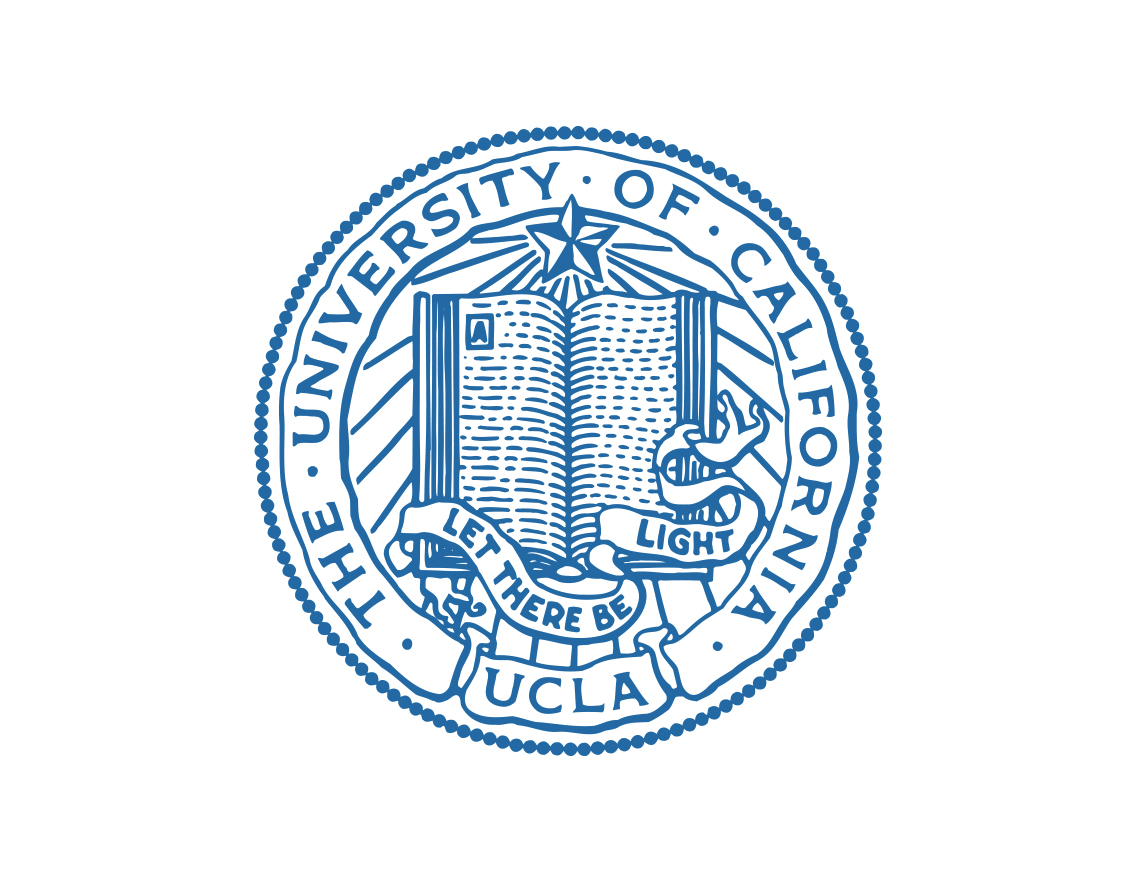 THE · UNIVERSITY · OF · CALIFORNIA
A
LET THERE BE
LIGHT
UCLA